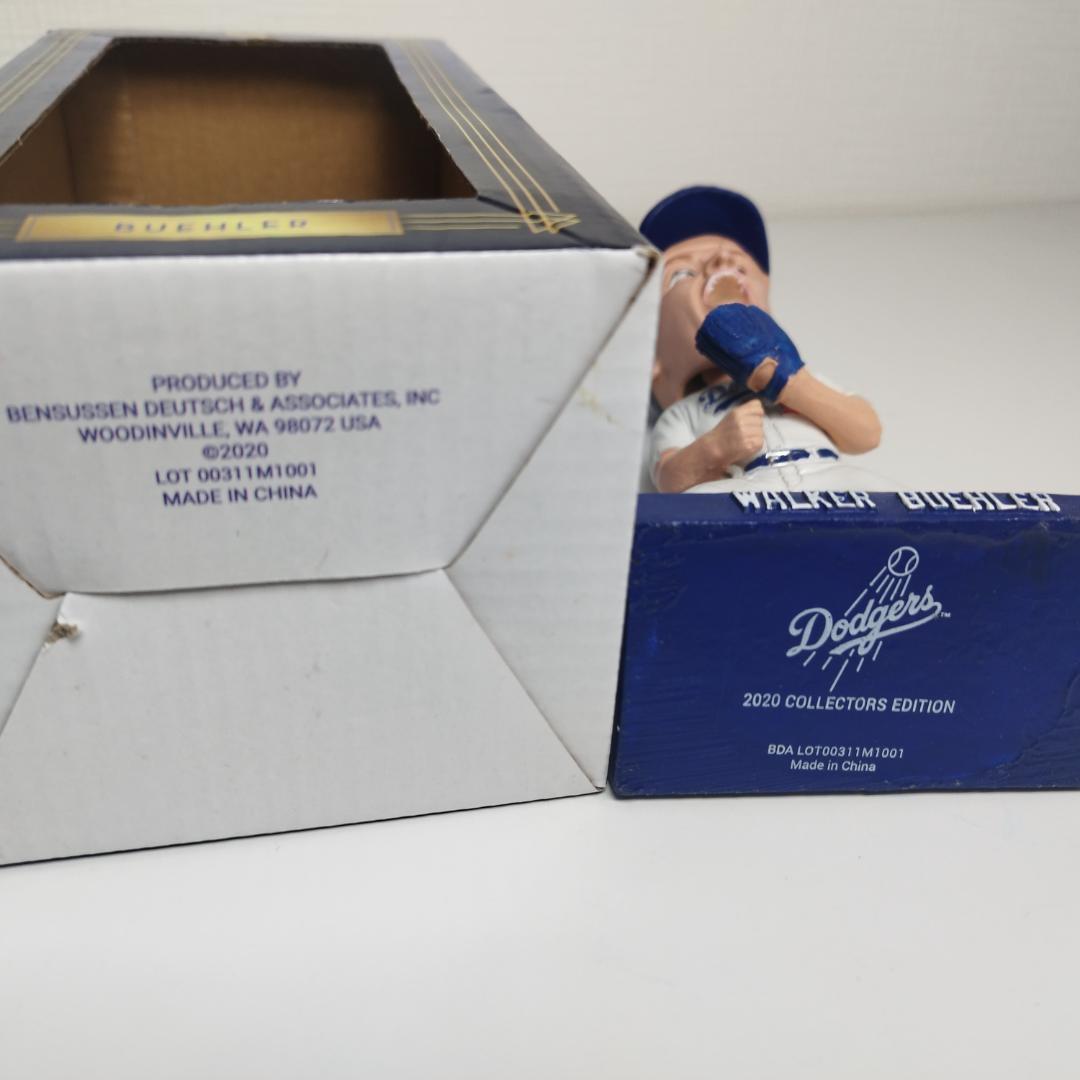 BUEHLER
PRODUCED BY
BENSUSSEN DEUTSCH & ASSOCIATES, INC
WOODINVILLE, WA 98072 USA
©2020
LOT 00311M1001
MADE IN CHINA
WALKER BUEHLER
Dodgers™
2020 COLLECTORS EDITION
BDA LOT00311M1001
Made in China